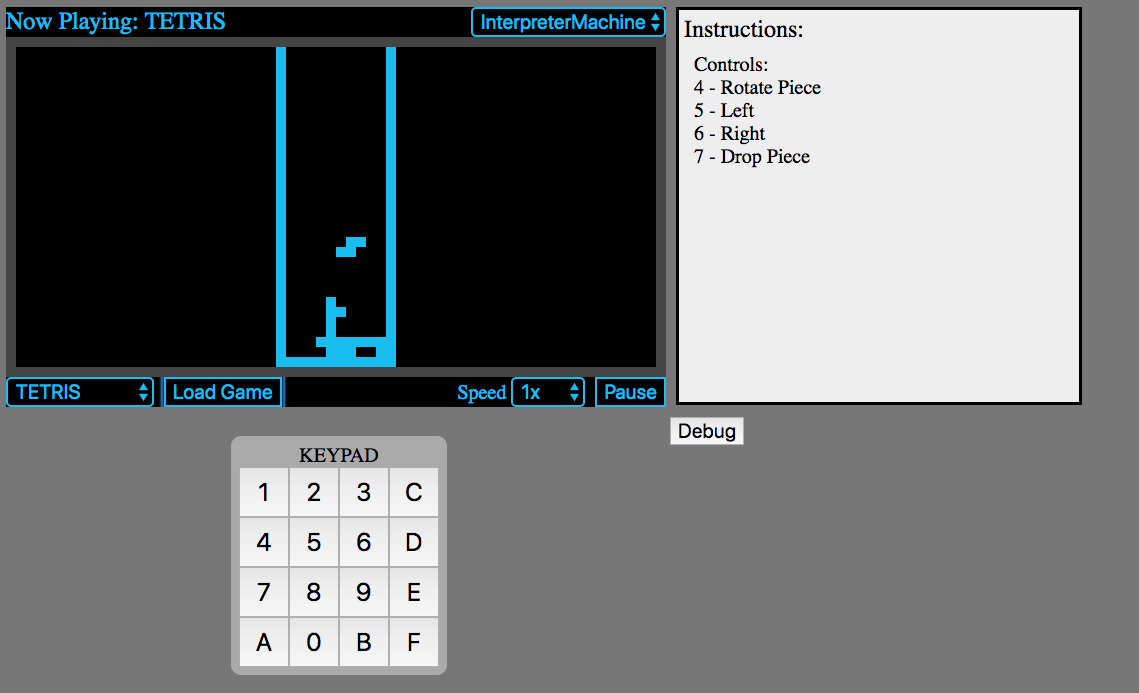 Now Playing: TETRIS
InterpreterMachine
TETRIS
Load Game
Speed
1x
Pause
Instructions:
Controls:
4 - Rotate Piece
5 - Left
6 - Right
7 - Drop Piece
Debug
KEYPAD
1 2 3 C
4 5 6 D
7 8 9 E
A 0 B F